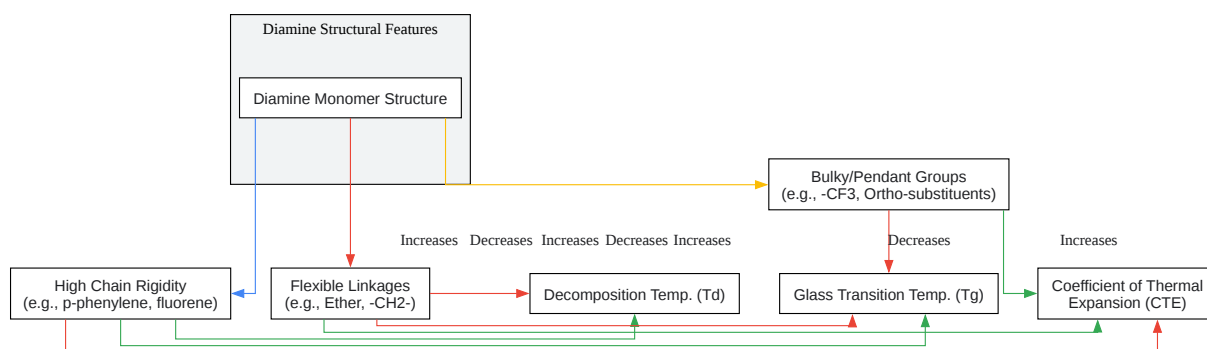 Diamine Structural Features
Diamine Monomer Structure
Bulky/Pendant Groups
(e.g., -CF3, Ortho-substituents)
Increases Decreases Increases Decreases Increases Decreases Increases
High Chain Rigidity
(e.g., p-phenylene, fluorene)
Flexible Linkages
(e.g., Ether, -CH2-)
Decomposition Temp. (Td)
Glass Transition Temp. (Tg)
Coefficient of Thermal
Expansion (CTE)